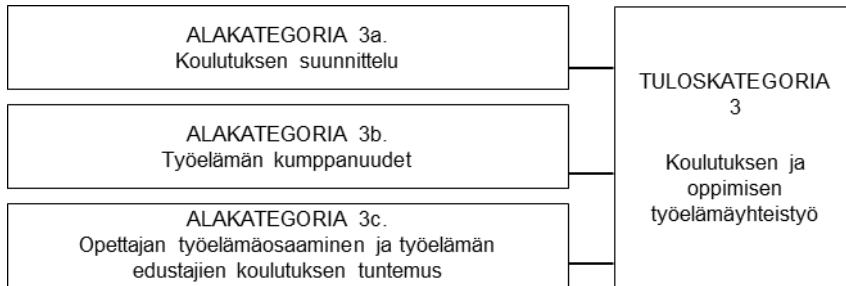 ALAKATEGORIA 3a.
Koulutuksen suunnittelu
ALAKATEGORIA 3b.
Työelämän kumppanuudet
ALAKATEGORIA 3c.
Opettajan työelämäosaaminen ja työelämän
edustajien koulutuksen tuntemus
TULOSKATEGORIA
3
Koulutuksen ja
oppimisen
työelämäyhteistyö